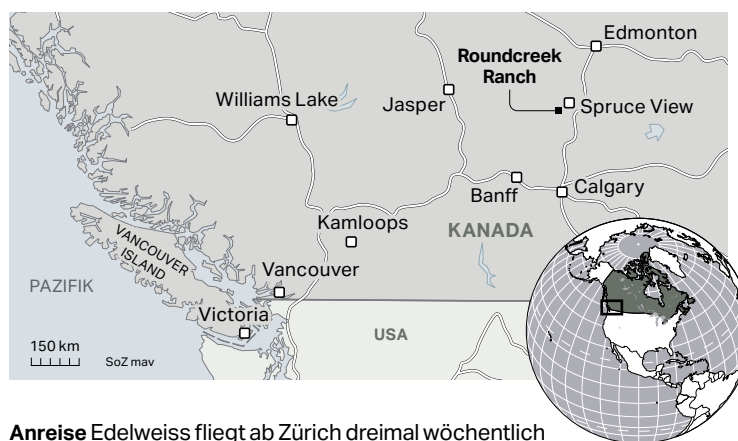 Edmonton
Roundcreek
Ranch
Williams Lake
Jasper
Spruce View
Banff
Calgary
Kamloops
KANADA
VANCOUVER
ISLAND
PAZIFIK
Vancouver
Victoria
USA
150 km
SoZ mav
Anreise Edelweiss fliegt ab Zürich dreimal wöchentlich